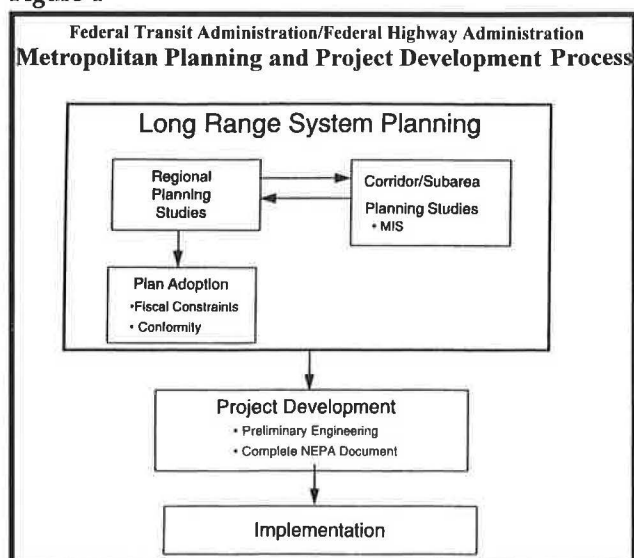 Federal Transit Administration/Federal Highway Administration
Metropolitan Planning and Project Development Process
Long Range System Planning
Regional
Planning
Studies
Corridor/Subarea
Planning Studies
• MIS
Plan Adoption
•Fiscal Constraints
• Conformity
Project Development
• Preliminary Engineering
• Complete NEPA Document
Implementation